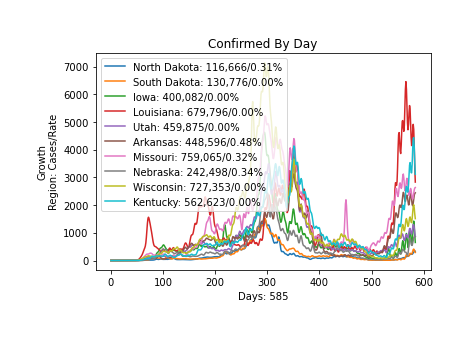 Confirmed By Day
Growth
Region: Cases/Rate
7000
6000
5000
4000
3000
2000
1000
0
North Dakota: 116,666/0.31%
South Dakota: 130,776/0.00%
Iowa: 400,082/0.00%
Louisiana: 679,796/0.00%
Utah: 459,875/0.00%
Arkansas: 448,596/0.48%
Missouri: 759,065/0.32%
Nebraska: 242,498/0.34%
Wisconsin: 727,353/0.00%
Kentucky: 562,623/0.00%
0 100 200 300 400 500 600
Days: 585